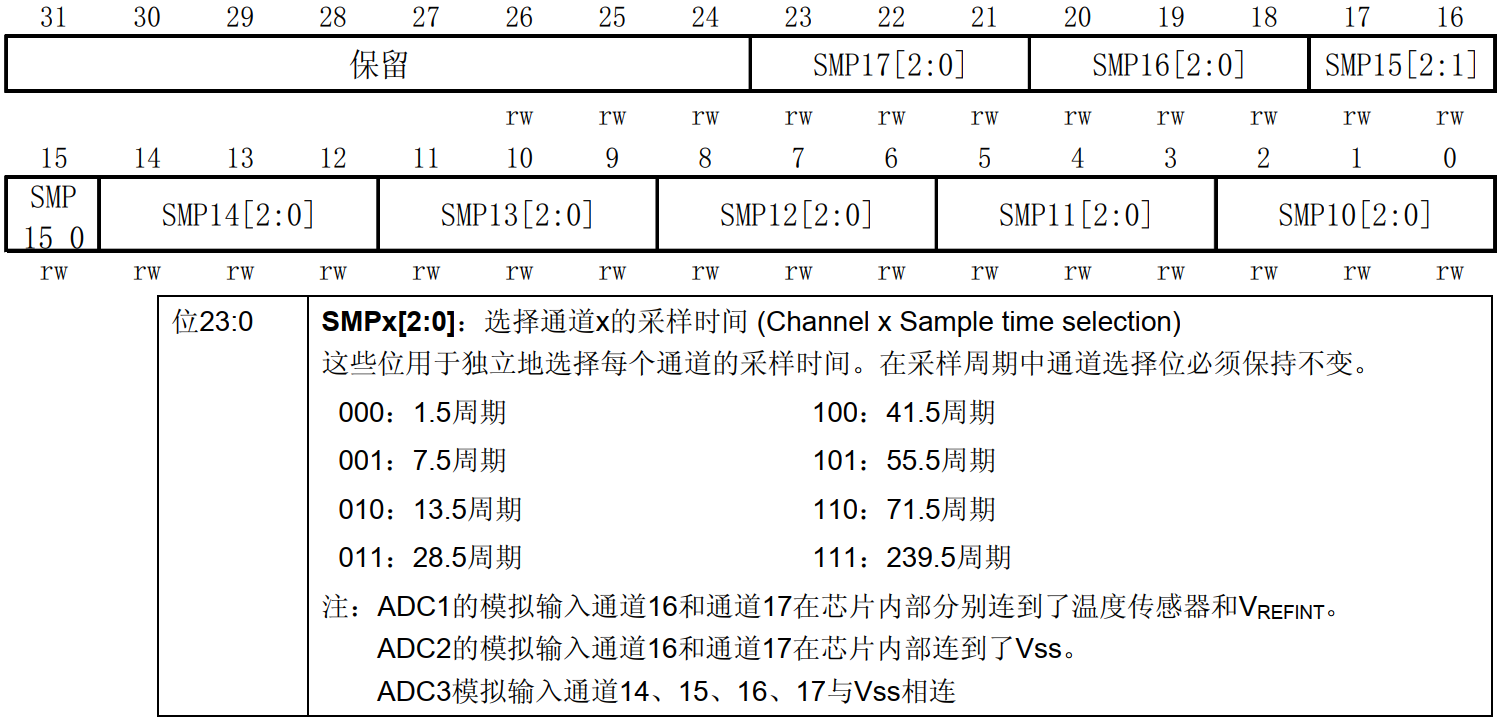 31 30 29 28 27 26 25 24 23 22 21 20 19 18 17 16
保留 SMP17[2:0] SMP16[2:0] SMP15[2:1]
rw rw rw rw rw rw rw rw rw rw rw
15 14 13 12 11 10 9 8 7 6 5 4 3 2 1 0
SMP
15 0
SMP14[2:0] SMP13[2:0] SMP12[2:0] SMP11[2:0] SMP10[2:0]
rw rw rw rw rw rw rw rw rw rw rw rw rw rw rw rw
位23:0 SMPx[2:0]：选择通道x的采样时间 (Channel x Sample time selection)
这些位用于独立地选择每个通道的采样时间。在采样周期中通道选择位必须保持不变。
000：1.5周期 100：41.5周期
001：7.5周期 101：55.5周期
010：13.5周期 110：71.5周期
011：28.5周期 111：239.5周期
注：ADC1的模拟输入通道16和通道17在芯片内部分别连到了温度传感器和VREFINT。
ADC2的模拟输入通道16和通道17在芯片内部连到了Vss。
ADC3模拟输入通道14、15、16、17与Vss相连